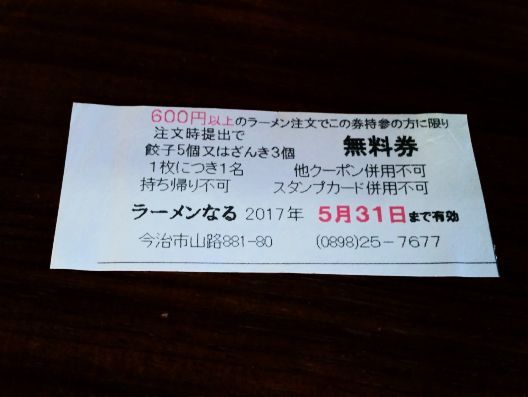 600円以上のラーメン注文でこの券持参の方に限り
注文時提出で
餃子5個又はざんき3個 無料券
1枚につき1名 他クーポン併用不可
持ち帰り不可 スタンプカード併用不可
ラーメンなる 2017年 5月31日まで有効
今治市山路881-80 (0898)25-7677